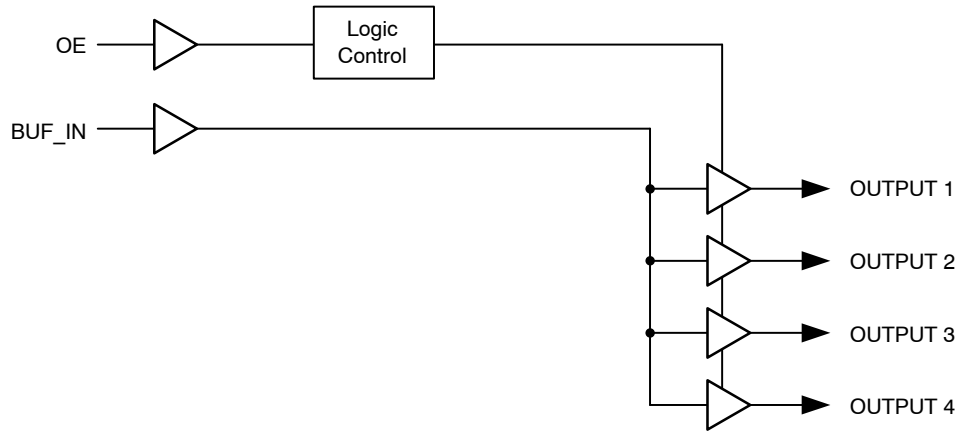 OE
Logic
Control
BUF_IN
OUTPUT 1
OUTPUT 2
OUTPUT 3
OUTPUT 4